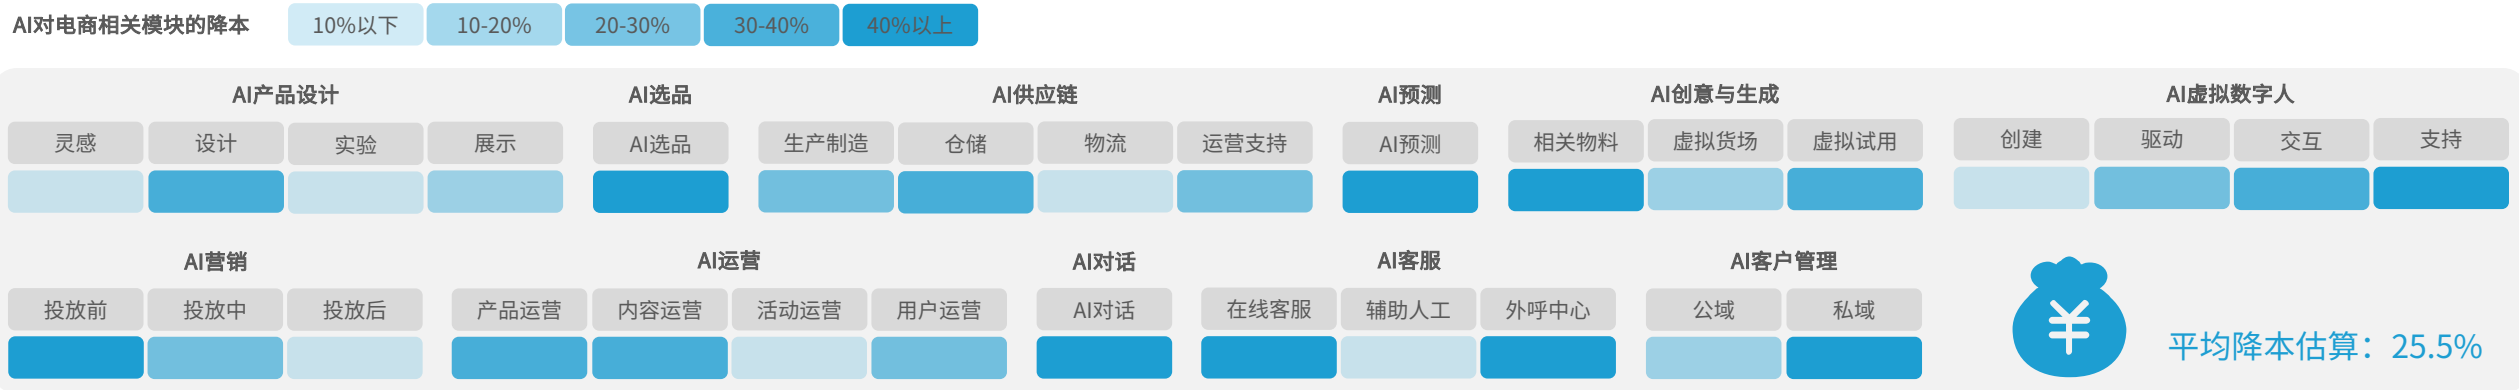 AI对电商相关模块的降本 10%以下 10-20% 20-30% 30-40% 40%以上
AI产品设计 AI选品 AI供应链 AI预测 AI创意与生成 AI虚拟数字人
灵感 设计 实验 展示 AI选品 生产制造 仓储 物流 运营支持 AI预测 相关物料 虚拟货场 虚拟试用 创建 驱动 交互 支持
AI营销 AI运营 AI对话 AI客服 AI客户管理
投放前 投放中 投放后 产品运营 内容运营 活动运营 用户运营 AI对话 在线客服 辅助人工 外呼中心 公域 私域
¥
平均降本估算：25.5%